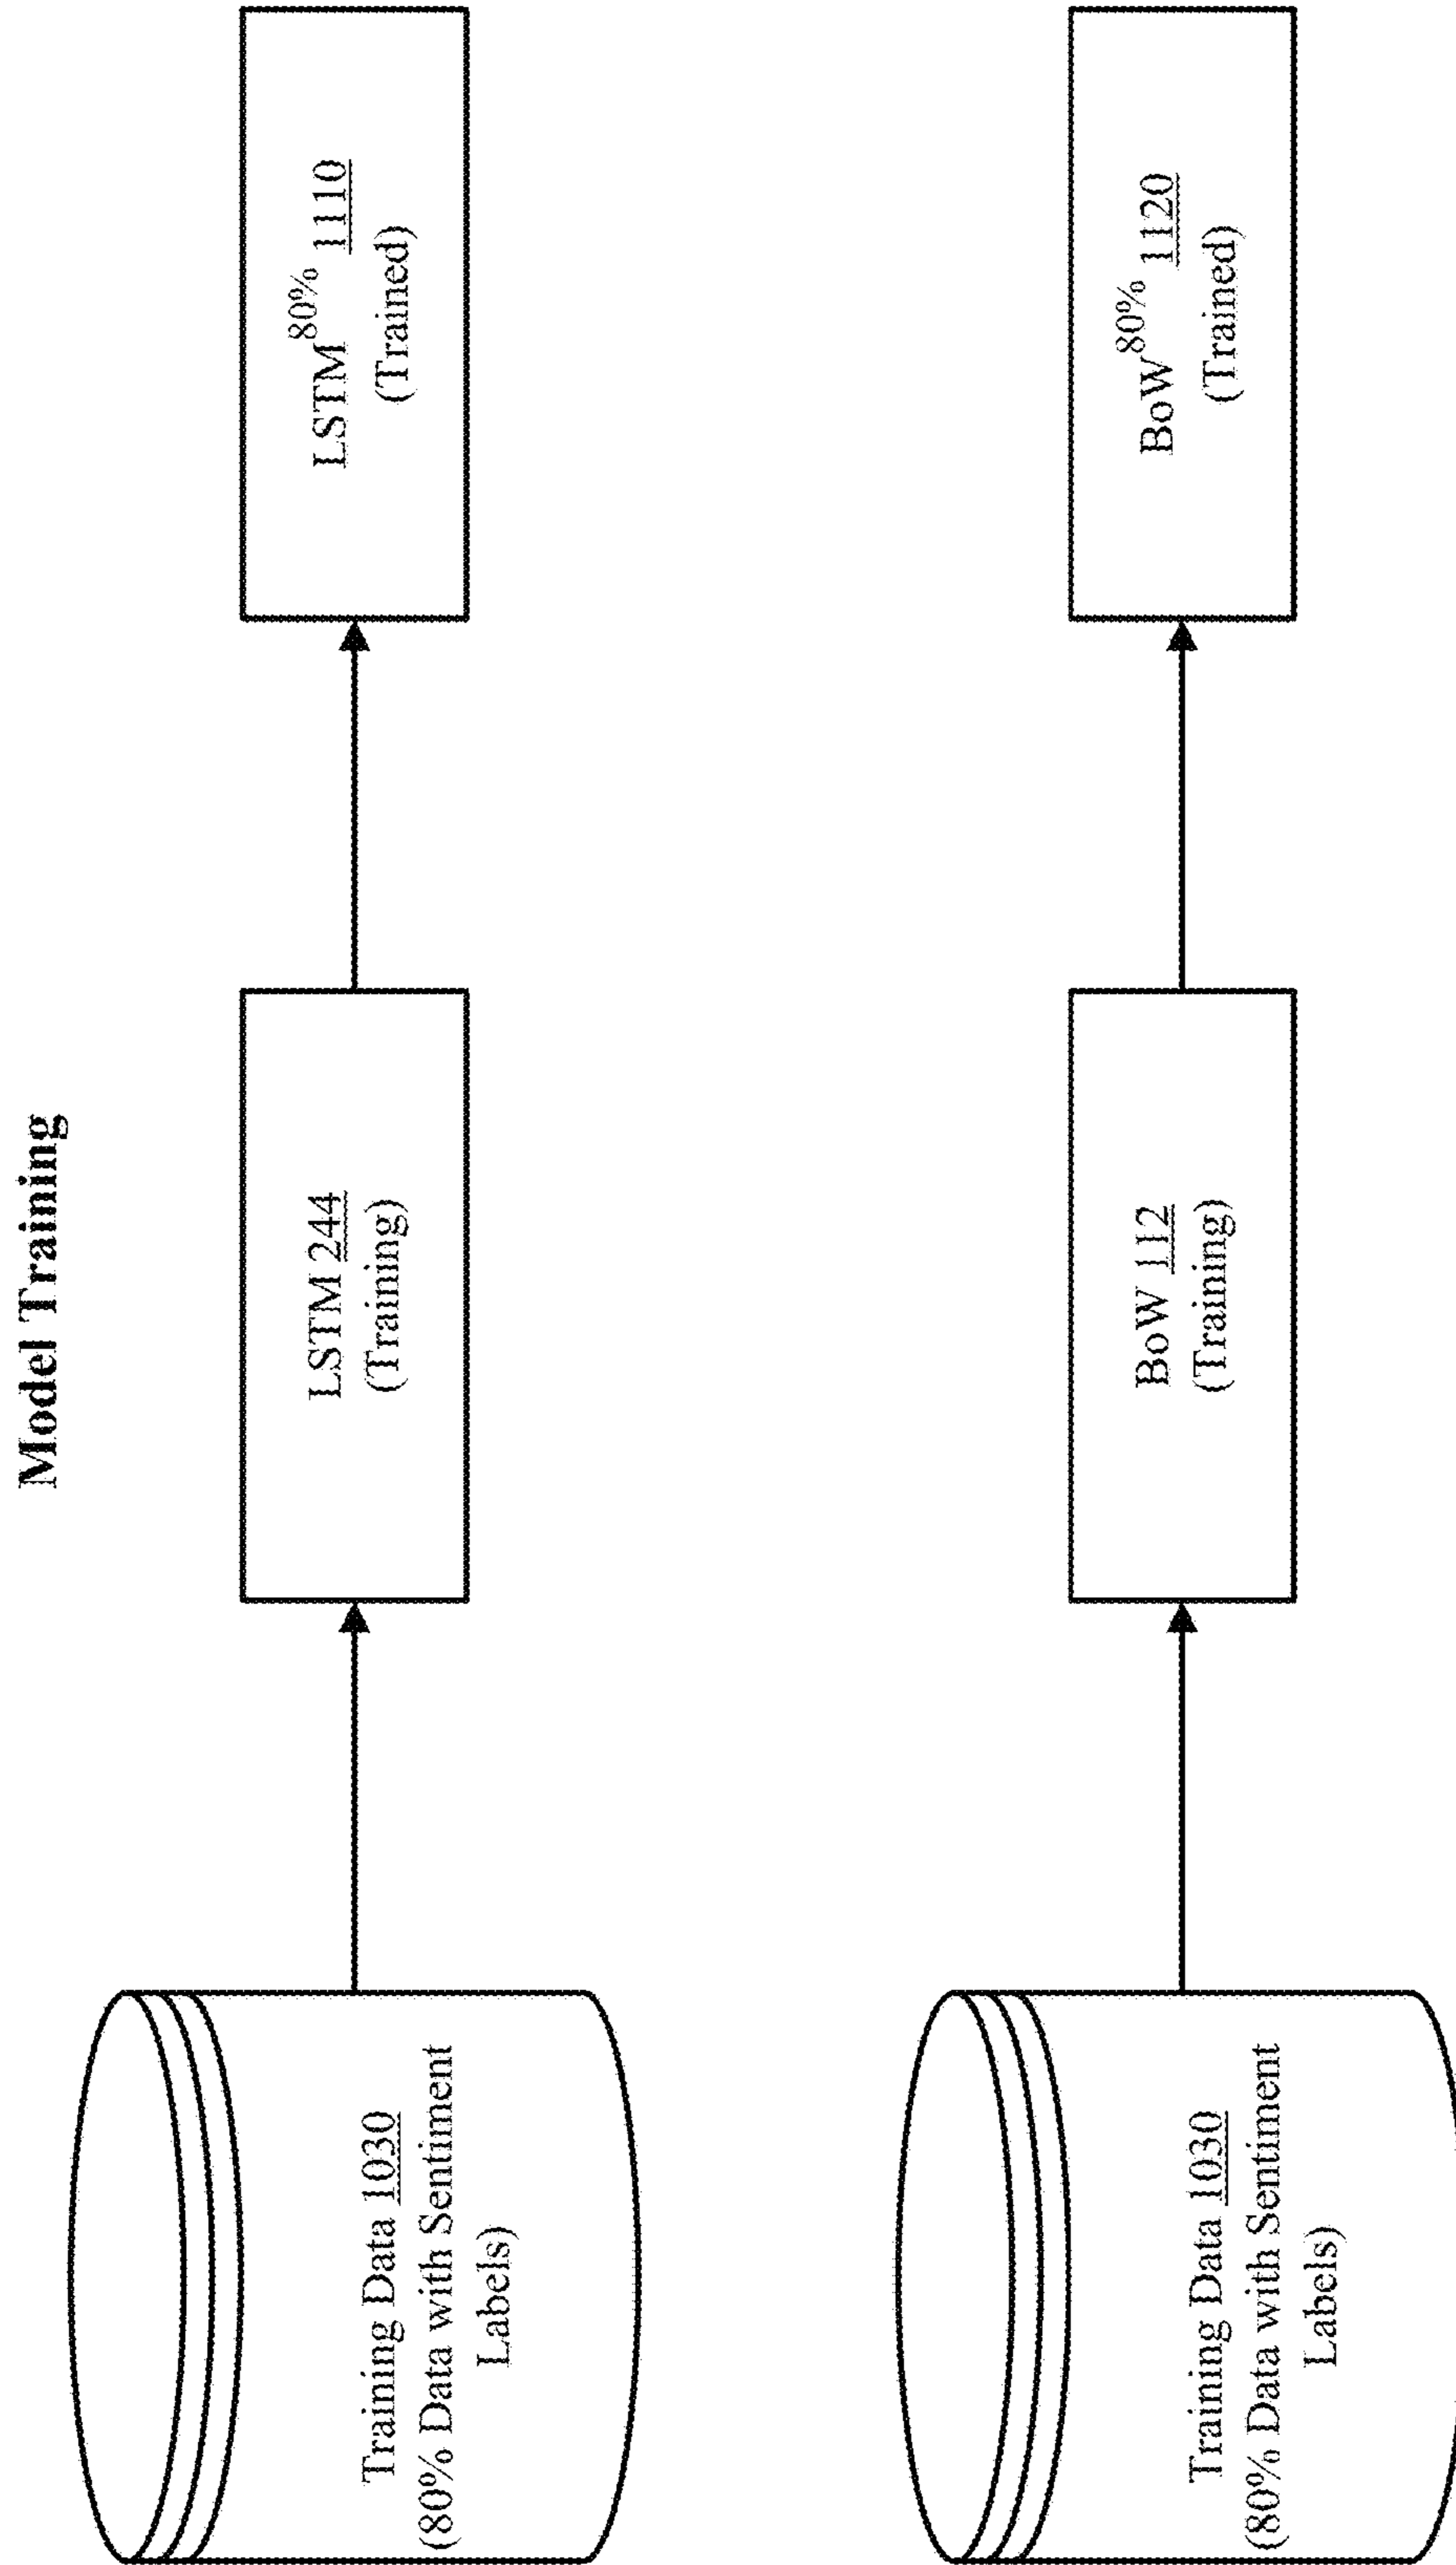 Model Training
Training Data 1030
(80% Data with Sentiment
Labels)
LSTM 244
(Training)
LSTM80% 1110
(Trained)
Training Data 1030
(80% Data with Sentiment
Labels)
BoW 112
(Training)
BoW80% 1120
(Trained)